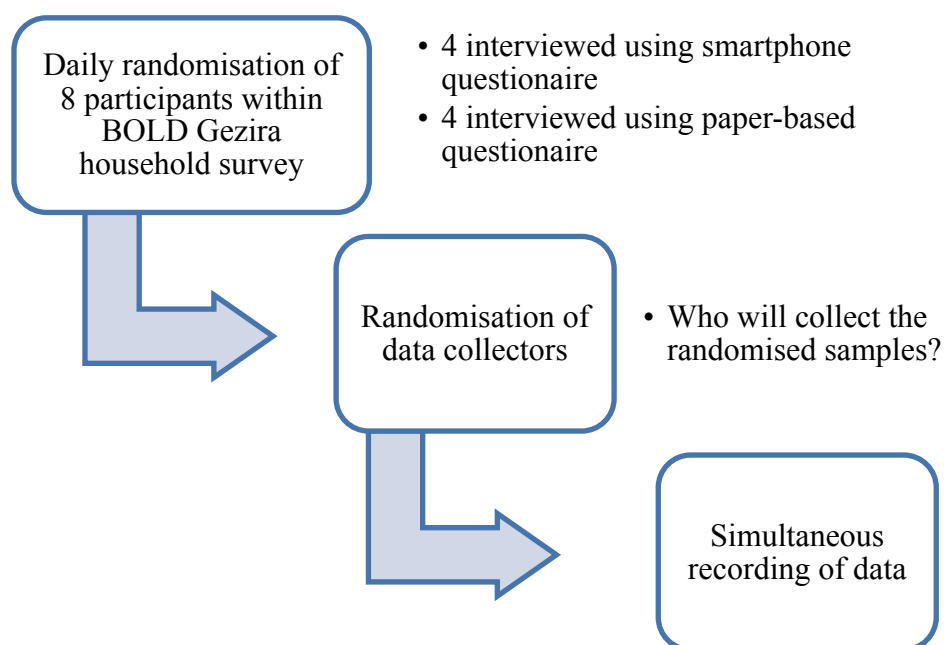 Daily randomisation of
8 participants within
BOLD Gezira
household survey
• 4 interviewed using smartphone
questionaire
• 4 interviewed using paper-based
questionaire
Randomisation of
data collectors
• Who will collect the
randomised samples?
Simultaneous
recording of data